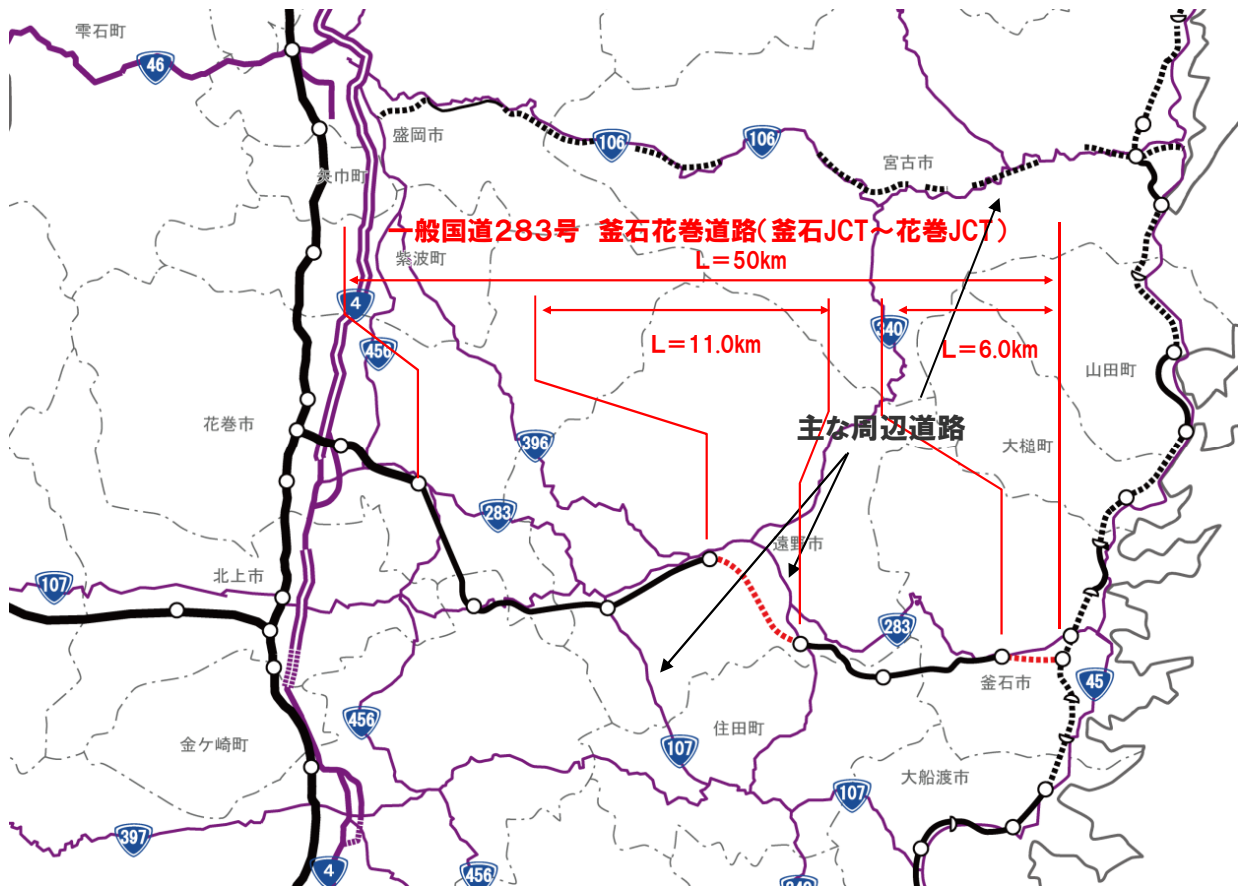 雫石町
46
盛岡市
106
106
宮古市
矢巾町
一般国道283号 釜石花巻道路(釜石JCT～花巻JCT)
紫波町
L=50km
4
340
456
L=11.0km
L=6.0km
山田町
花巻市
主な周辺道路
396
大槌町
283
遠野市
北上市
107
283
釜石市
45
456
住田町
金ケ崎町
107
大船渡市
107
397
4
456
340